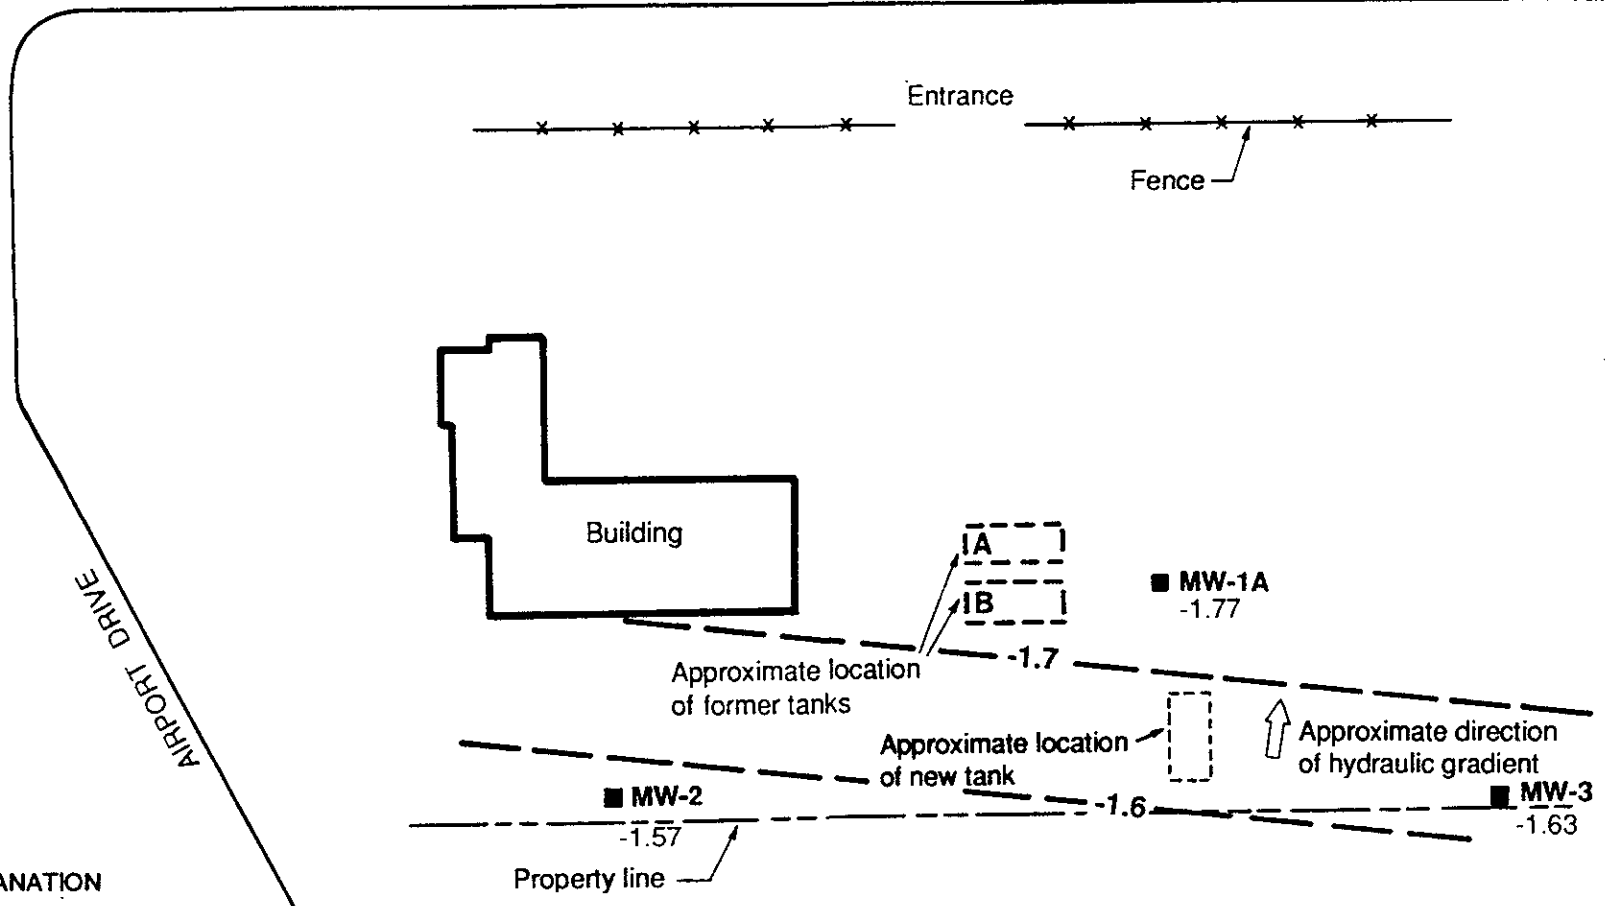 Entrance
Fence
Building
A
B
MW-1A
-1.77
-1.7
Approximate location
of former tanks
AIRPORT DRIVE
Approximate location
of new tank
Approximate direction
of hydraulic gradient
MW-2
-1.57
-1.6
MW-3
-1.63
Property line
ANATION